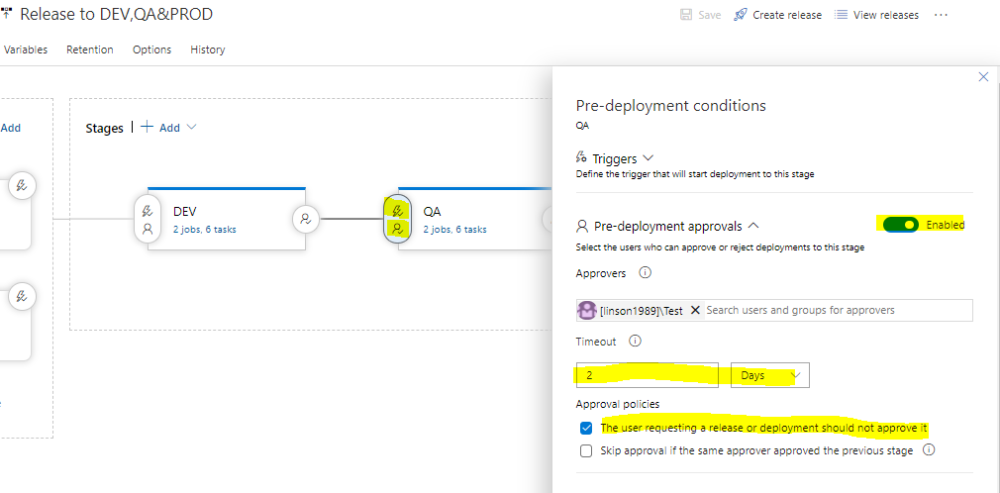 Release to DEV,QA&PROD
Save Create release View releases ...
Variables Retention Options History
Add
Stages | + Add
DEV
2 jobs, 6 tasks
QA
2 jobs, 6 tasks
Pre-deployment conditions
QA
Triggers
Define the trigger that will start deployment to this stage
Pre-deployment approvals
Enabled
Select the users who can approve or reject deployments to this stage
Approvers
[linson1989]\Test Search users and groups for approvers
Timeout
2 Days
Approval policies
The user requesting a release or deployment should not approve it
Skip approval if the same approver approved the previous stage